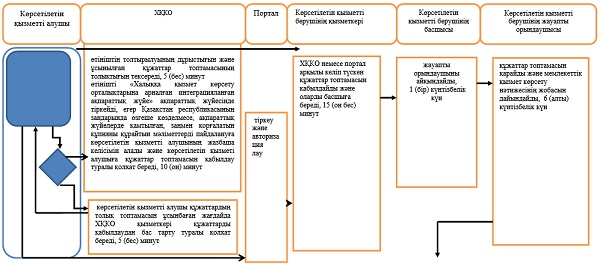 Көрсетілетін
қызметті алушы
ХҚКО
Портал
Көрсетілетін қызметті
берушінің қызметкері
Көрсетілетін
қызметті берушінің
басшысы
Көрсетілетін қызметті
берушінің жауапты
орындаушысы
өтініштің толтырылуының дұрыстығын және
ұсынылған құжаттар топтамасының
толықтығын тексереді, 5 (бес) минут
өтінішті «Халыққа қызмет көрсету
орталықтарына арналған интеграцияланған
ақпараттық жүйе» ақпараттық жүйесінде
тіркейді, егер Қазақстан республикасының
заңдарында өзгеше көзделмесе, ақпараттық
жүйелерде қамтылған, заңмен қорғалатын
құпияны құрайтын мәліметтерді пайдалануға
көрсетілетін қызметті алушының жазбаша
келісімін алады және көрсетілетін қызметі
алушыға құжаттар топтамасын қабылдау
туралы қолхат береді, 10 (он) минут
көрсетілетін қызметті алушы құжаттардың
толық топтамасын ұсынбаған жағдайда
ХҚКО қызметкері құжаттарды
қабылдаудан бас тарту туралы қолхат
береді, 5 (бес) минут
тіркеу
және
авториза
ция
лау
ХҚКО немесе портал
арқылы келіп түскен
құжаттар топтамасын
қабылдайды және
оларды басшыға
береді, 15 (он бес)
минут
жауапты
орындаушыны
айқындайды,
1 (бір) күнтізбелік
күн
құжаттар топтамасын
қарайды және мемлекеттік
қызмет көрсету
нәтижесінің жобасын
дайындайды, 6 (алты)
күнтізбелік күн